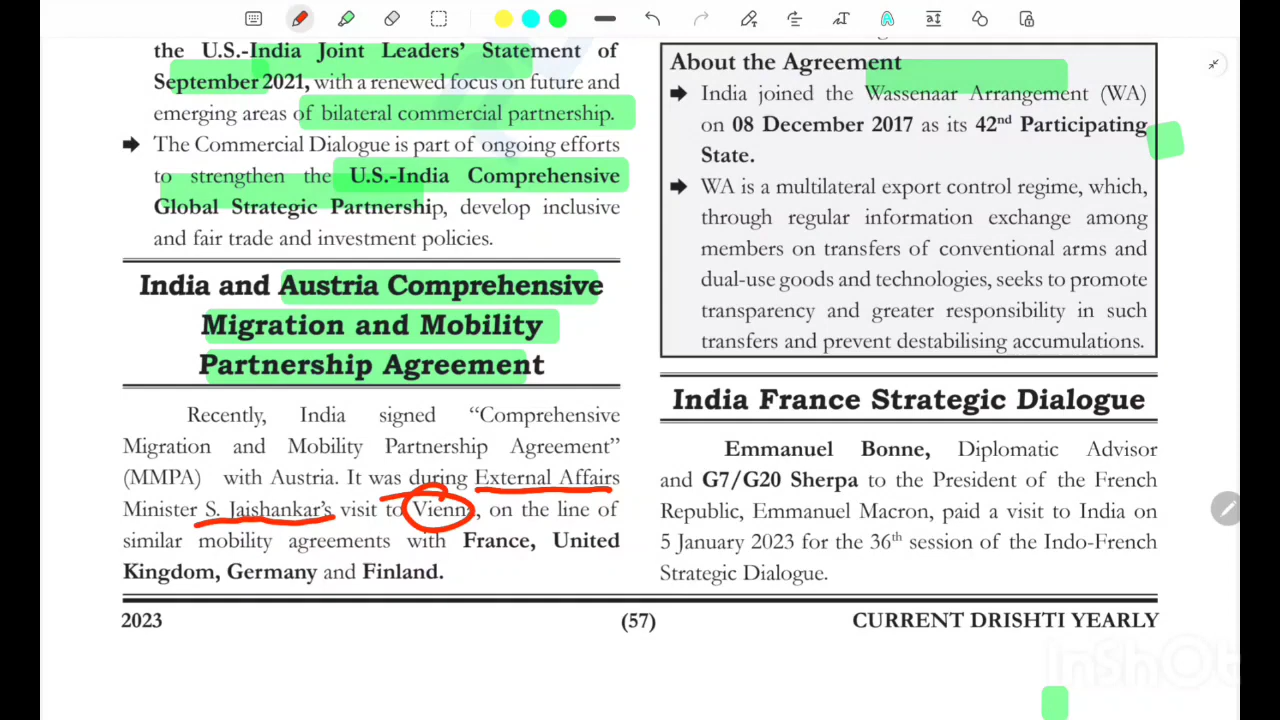 the U.S.-India Joint Leaders' Statement of
September 2021, with a renewed focus on future and
emerging areas of bilateral commercial partnership.
➔ The Commercial Dialogue is part of ongoing efforts
to strengthen the U.S.-India Comprehensive
Global Strategic Partnership, develop inclusive
and fair trade and investment policies.
India and Austria Comprehensive
Migration and Mobility
Partnership Agreement
Recently, India signed “Comprehensive
Migration and Mobility Partnership Agreement”
(MMPA) with Austria. It was during External Affairs
Minister S. Jaishankar's visit to Vienna, on the line of
similar mobility agreements with France, United
Kingdom, Germany and Finland.
About the Agreement
➔ India joined the Wassenaar Arrangement (WA)
on 08 December 2017 as its 42nd Participating
State.
➔ WA is a multilateral export control regime, which,
through regular information exchange among
members on transfers of conventional arms and
dual-use goods and technologies, seeks to promote
transparency and greater responsibility in such
transfers and prevent destabilising accumulations.
India France Strategic Dialogue
Emmanuel Bonne, Diplomatic Advisor
and G7/G20 Sherpa to the President of the French
Republic, Emmanuel Macron, paid a visit to India on
5 January 2023 for the 36th session of the Indo-French
Strategic Dialogue.
2023 (57) CURRENT DRISHTI YEARLY
InShOt